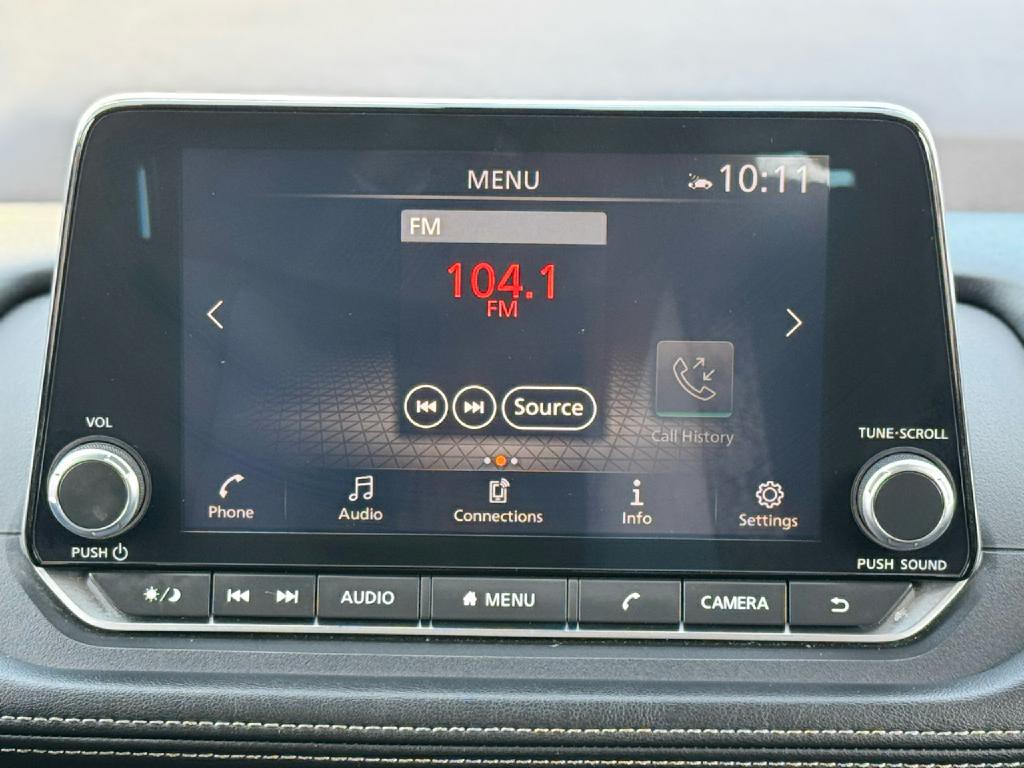 MENU
10:11
FM
104.1
FM
Source
Call History
VOL
TUNE·SCROLL
Phone
Audio
Connections
Info
Settings
PUSH
PUSH SOUND
AUDIO
MENU
CAMERA